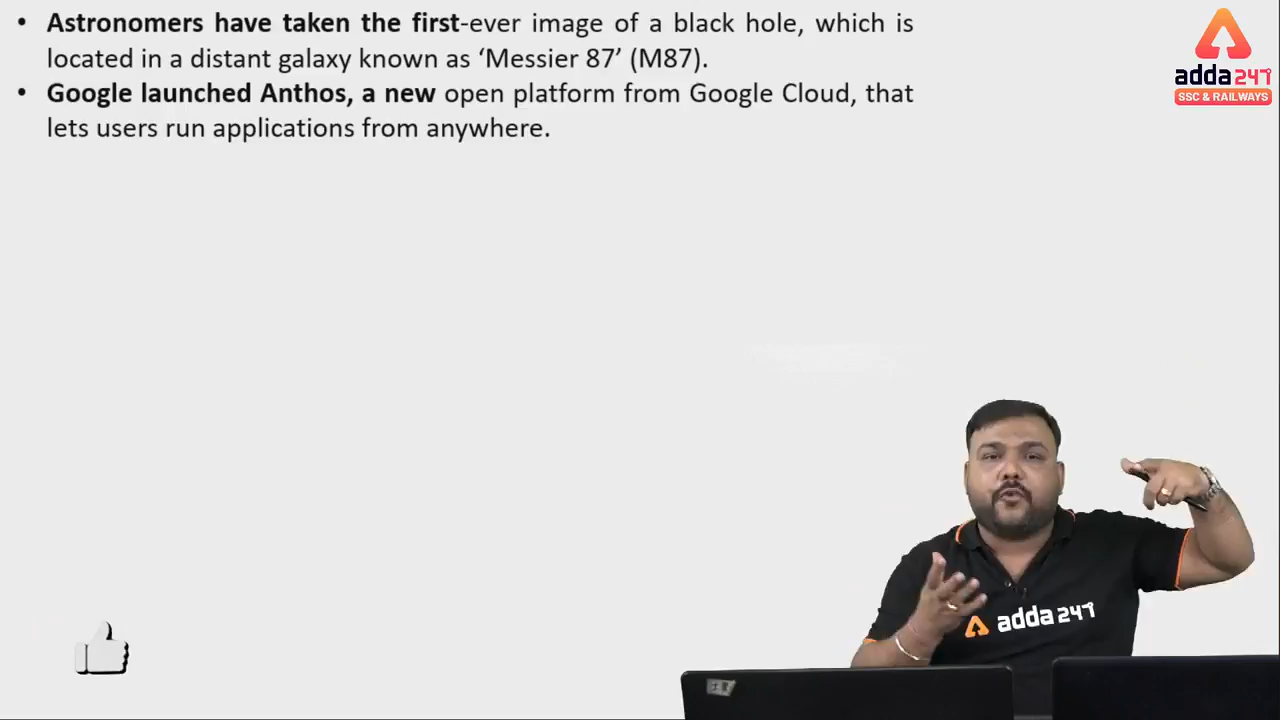 • Astronomers have taken the first-ever image of a black hole, which is
located in a distant galaxy known as ‘Messier 87’ (M87).
• Google launched Anthos, a new open platform from Google Cloud, that
lets users run applications from anywhere.
adda247
SSC & RAILWAYS
adda247